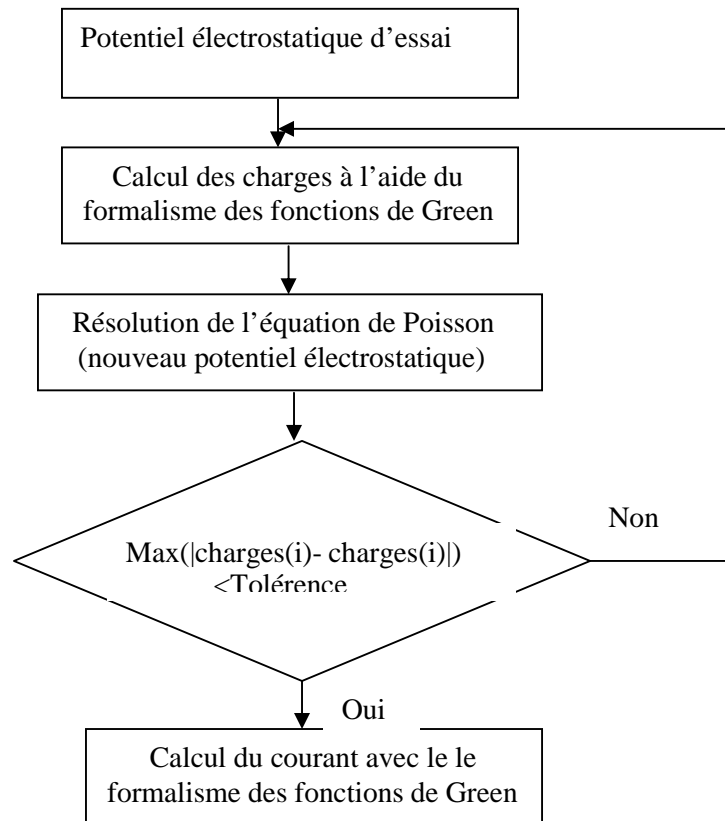 Potentiel électrostatique d’essai
Calcul des charges à l’aide du
formalisme des fonctions de Green
Résolution de l’équation de Poisson
(nouveau potentiel électrostatique)
Non
Max(|charges(i)- charges(i)|)
<Tolérence
Oui
Calcul du courant avec le le
formalisme des fonctions de Green